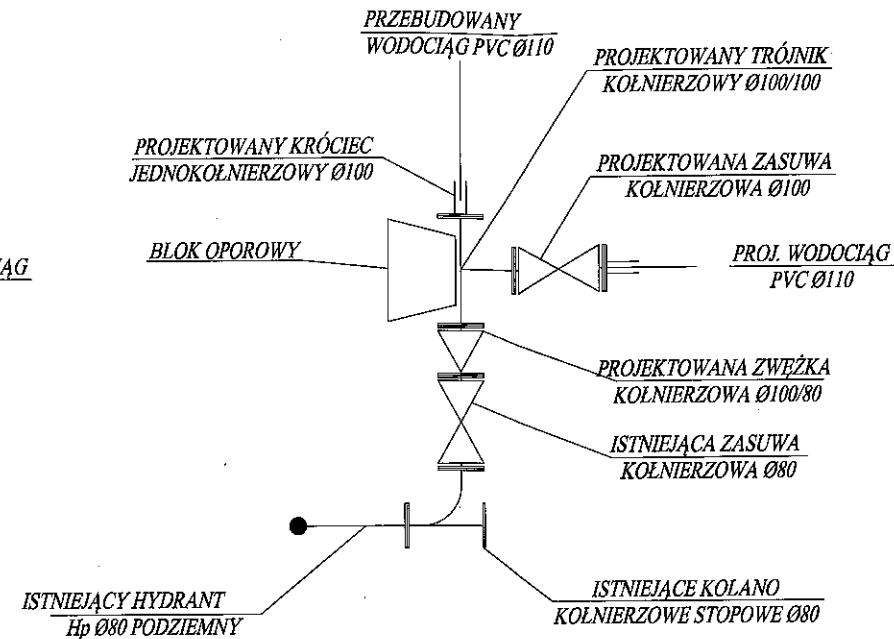 PRZEBUDOWANY
WODOCIĄG PVC Ø110
PROJEKTOWANY TRÓJNIK
KOŁNIERZOWY Ø100/100
PROJEKTOWANY KRÓCIEC
JEDNOKOŁNIERZOWY Ø100
PROJEKTOWANA ZASUWA
KOŁNIERZOWA Ø100
BLOK OPOROWY
PROJ. WODOCIĄG
PVC Ø110
ĄG
PROJEKTOWANA ZWĘŻKA
KOŁNIERZOWA Ø100/80
ISTNIEJĄCA ZASUWA
KOŁNIERZOWA Ø80
ISTNIEJĄCY HYDRANT
Hp Ø80 PODZIEMNY
ISTNIEJĄCE KOLANO
KOŁNIERZOWE STOPOWE Ø80